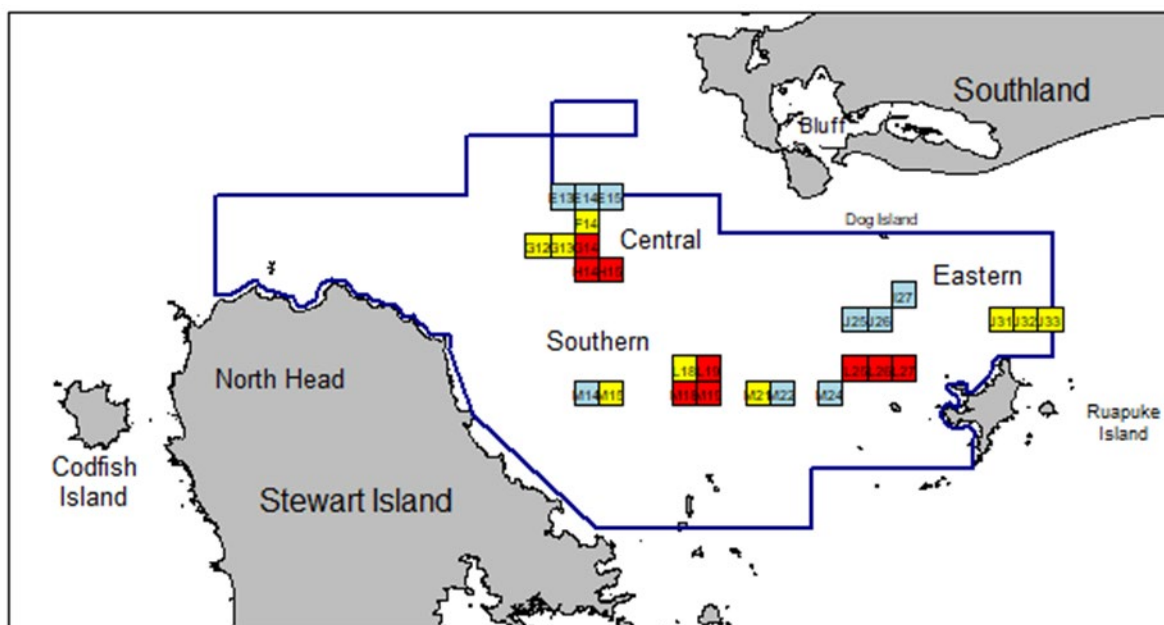 Southland
Bluff
E13 E14 E15
F14
Dog Island
G12 G13 G14
Central
H14 H15
Eastern
I27
J25 J26
J31 J32 J33
Southern
North Head
L18 L19
L25 L26 L27
M14 M15
M18 M19
M21 M22
M24
Ruapuke
Island
Codfish
Island
Stewart Island